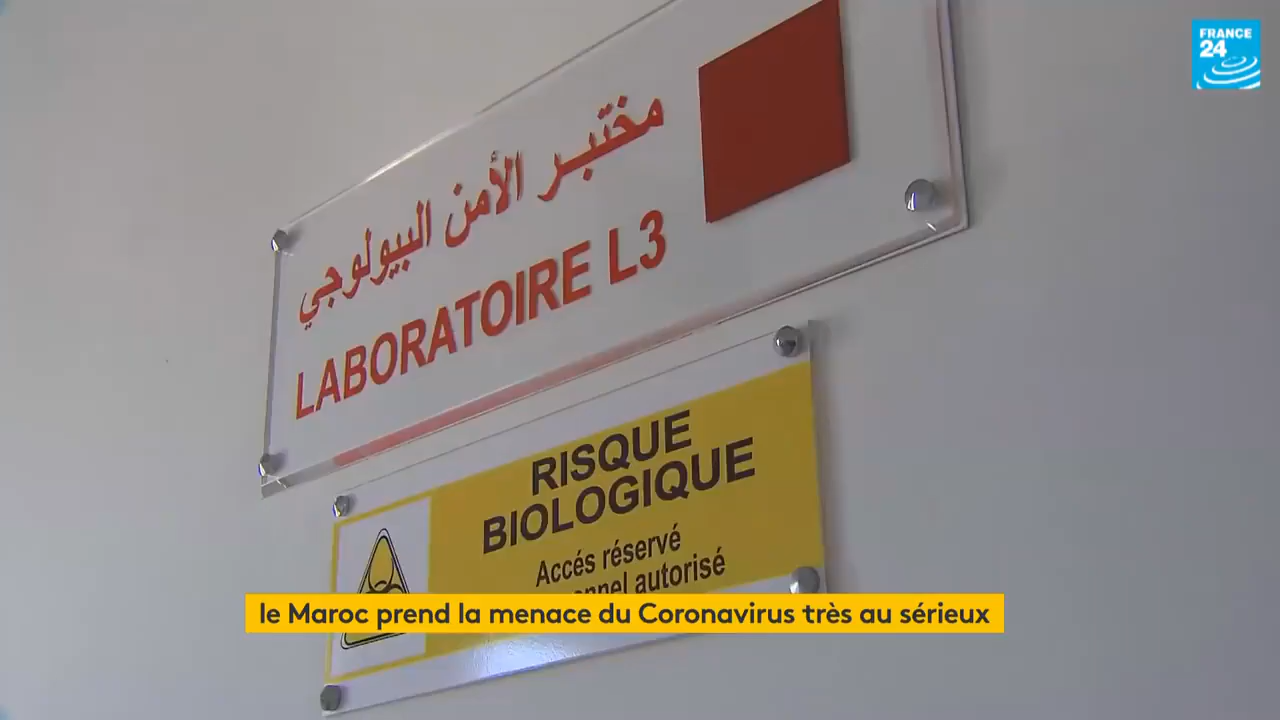 FRANCE
24
مختبر الأمن البيولوجي
LABORATOIRE L3
RISQUE
BIOLOGIQUE
Accés réservé
autorisé
le Maroc prend la menace du Coronavirus très au sérieux